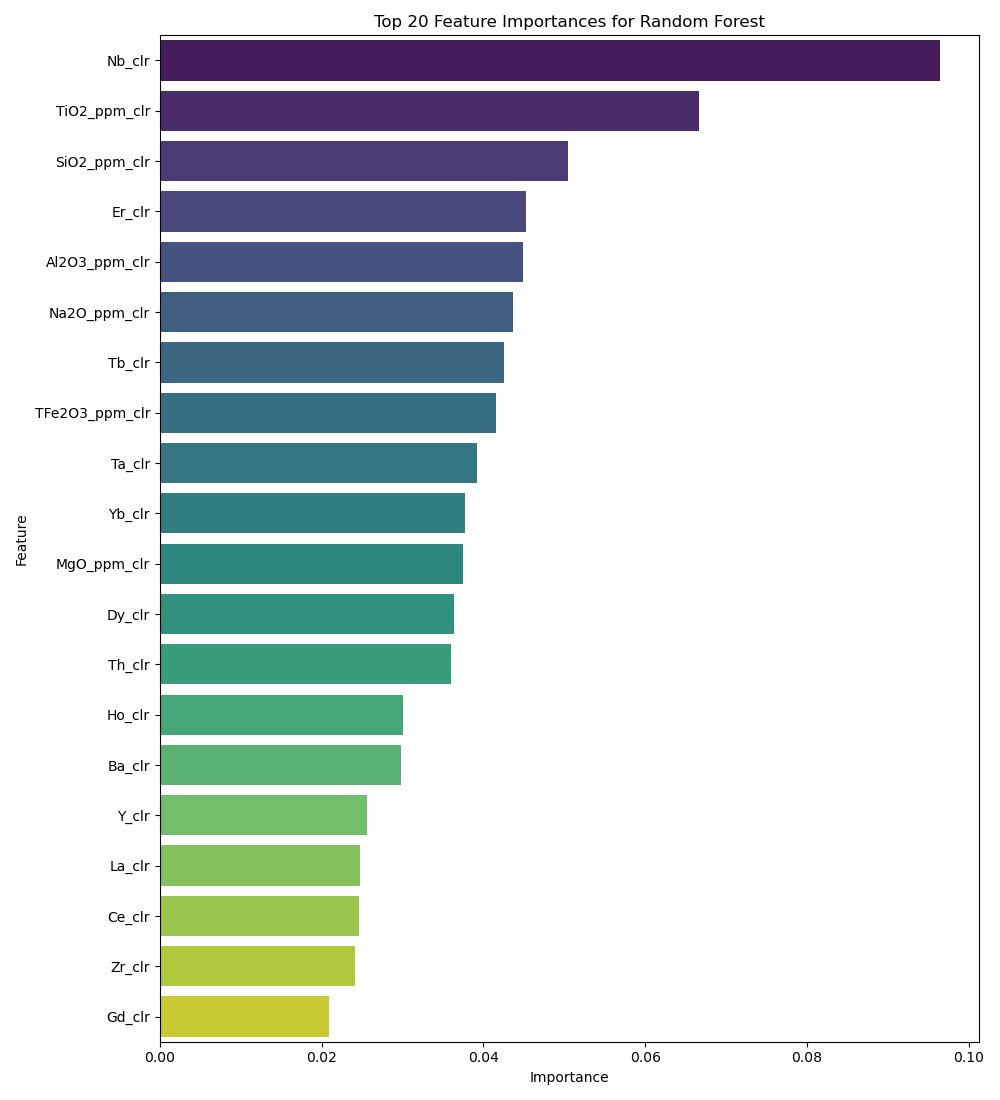 Top 20 Feature Importances for Random Forest
Nb_clr
TiO2_ppm_clr
SiO2_ppm_clr
Er_clr
Al2O3_ppm_clr
Na2O_ppm_clr
Tb_clr
TFe2O3_ppm_clr
Ta_clr
Yb_clr
MgO_ppm_clr
Dy_clr
Th_clr
Ho_clr
Ba_clr
Y_clr
La_clr
Ce_clr
Zr_clr
Gd_clr
Feature
0.00 0.02 0.04 0.06 0.08 0.10
Importance